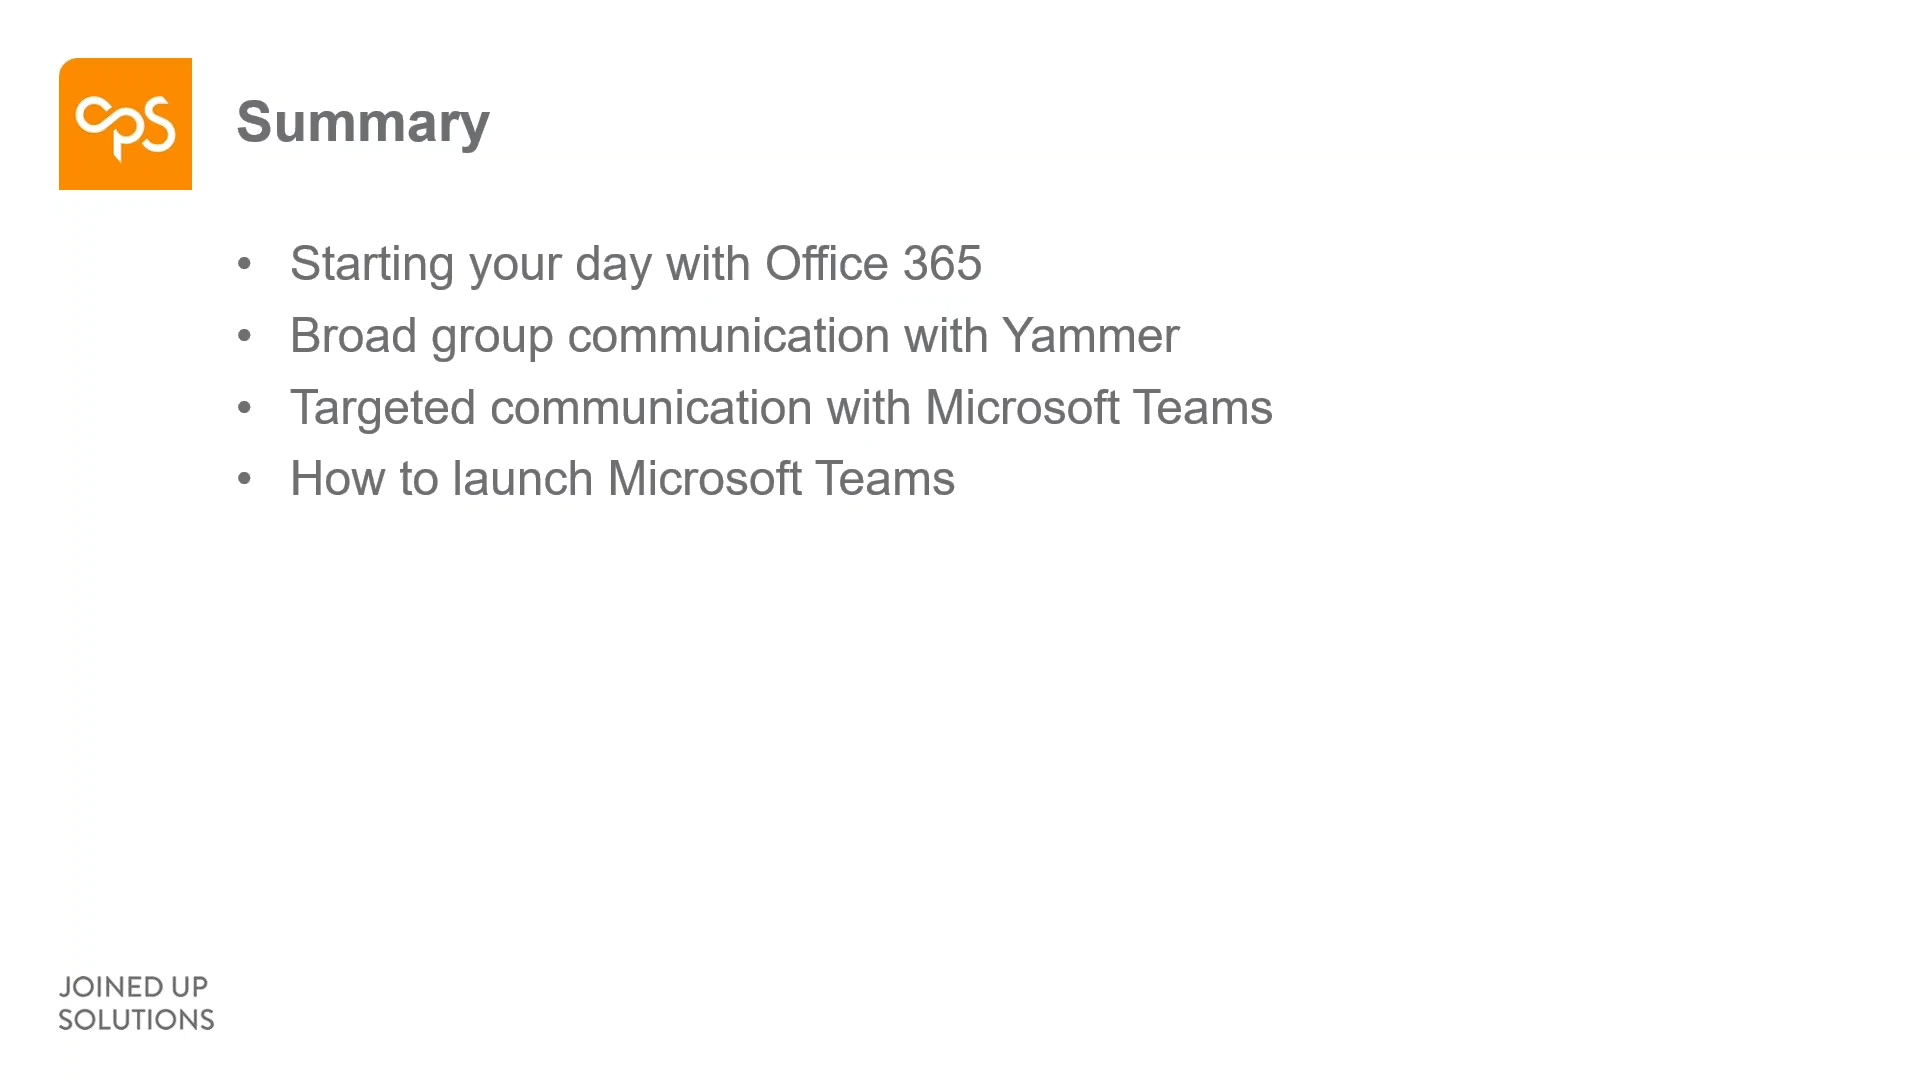 cps
Summary
• Starting your day with Office 365
• Broad group communication with Yammer
• Targeted communication with Microsoft Teams
• How to launch Microsoft Teams
JOINED UP
SOLUTIONS